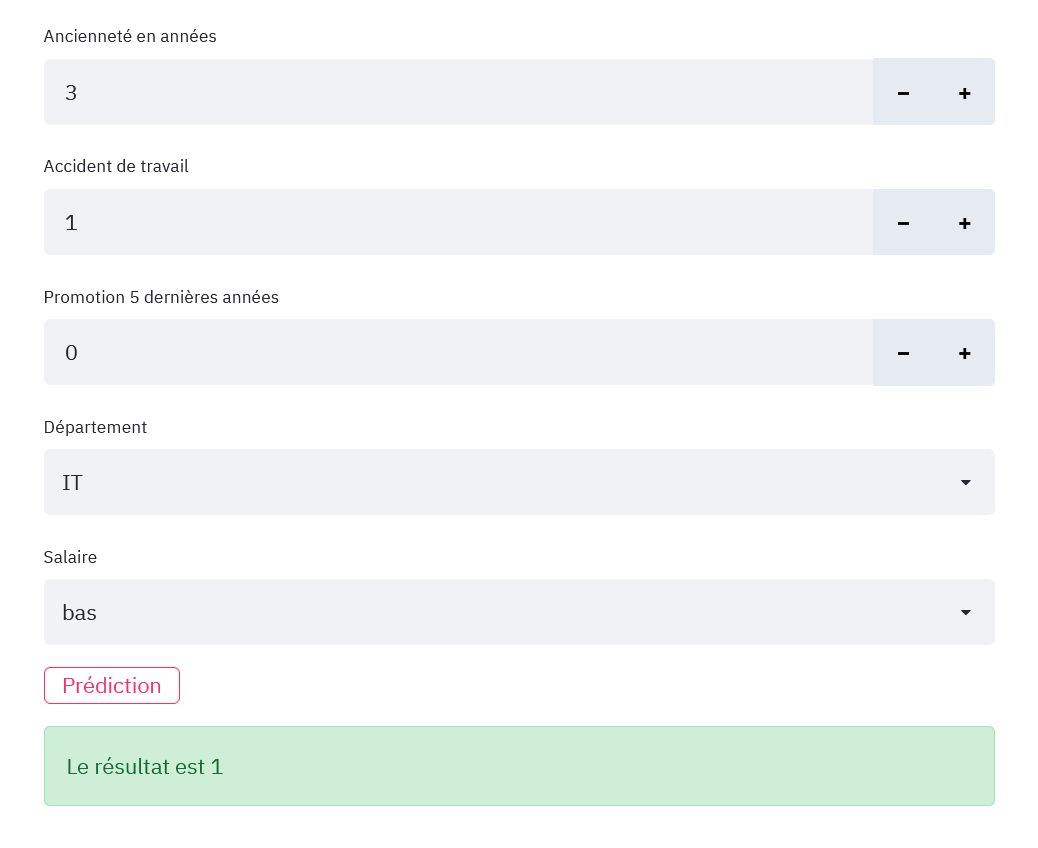 Ancienneté en années
3
Accident de travail
1
Promotion 5 dernières années
0
Département
IT
Salaire
bas
Prédiction
Le résultat est 1